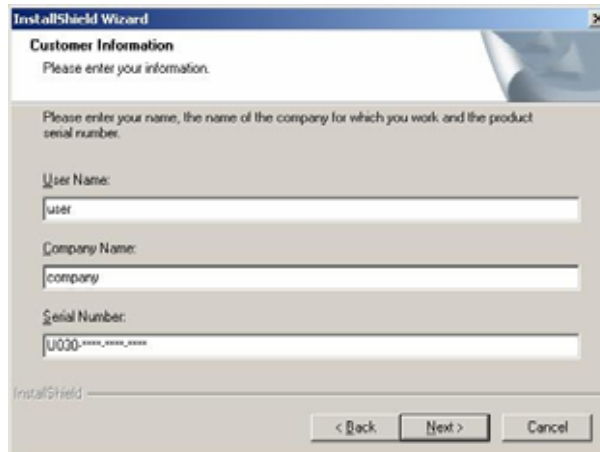 InstallShield Wizard
Customer Information
Please enter your information.
Please enter your name, the name of the company for which you work and the product
serial number.
User Name:
user
Company Name:
company
Serial Number:
U030-****-****-****
InstallShield
< Back
Next >
Cancel